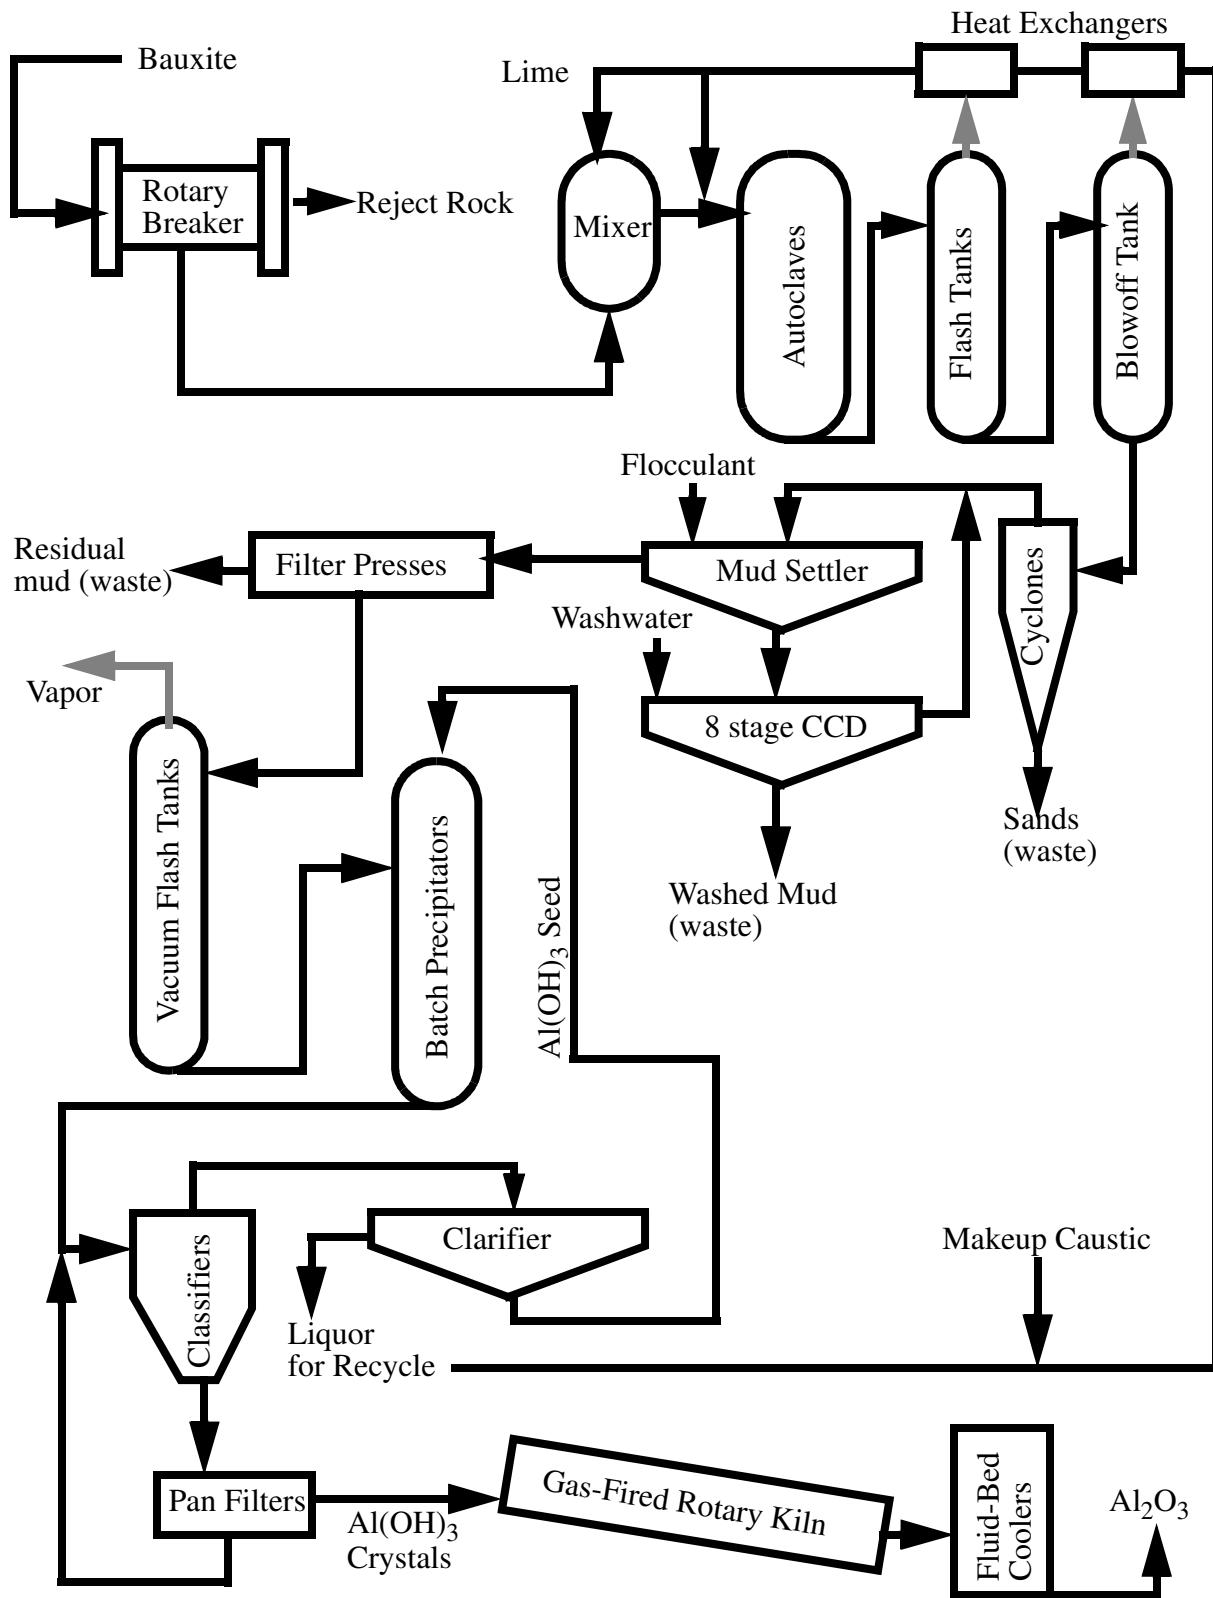 Heat Exchangers
Bauxite
Lime
Rotary
Breaker
Reject Rock
Mixer
Autoclaves
Flash Tanks
Blowoff Tank
Flocculant
Residual
mud (waste)
Filter Presses
Mud Settler
Cyclones
Washwater
Vapor
8 stage CCD
Sands
(waste)
Vacuum Flash Tanks
Batch Precipitators
Al(OH)₃ Seed
Washed Mud
(waste)
Classifiers
Clarifier
Makeup Caustic
Liquor
for Recycle
Pan Filters
Al(OH)₃
Crystals
Gas-Fired Rotary Kiln
Fluid-Bed
Coolers
Al₂O₃